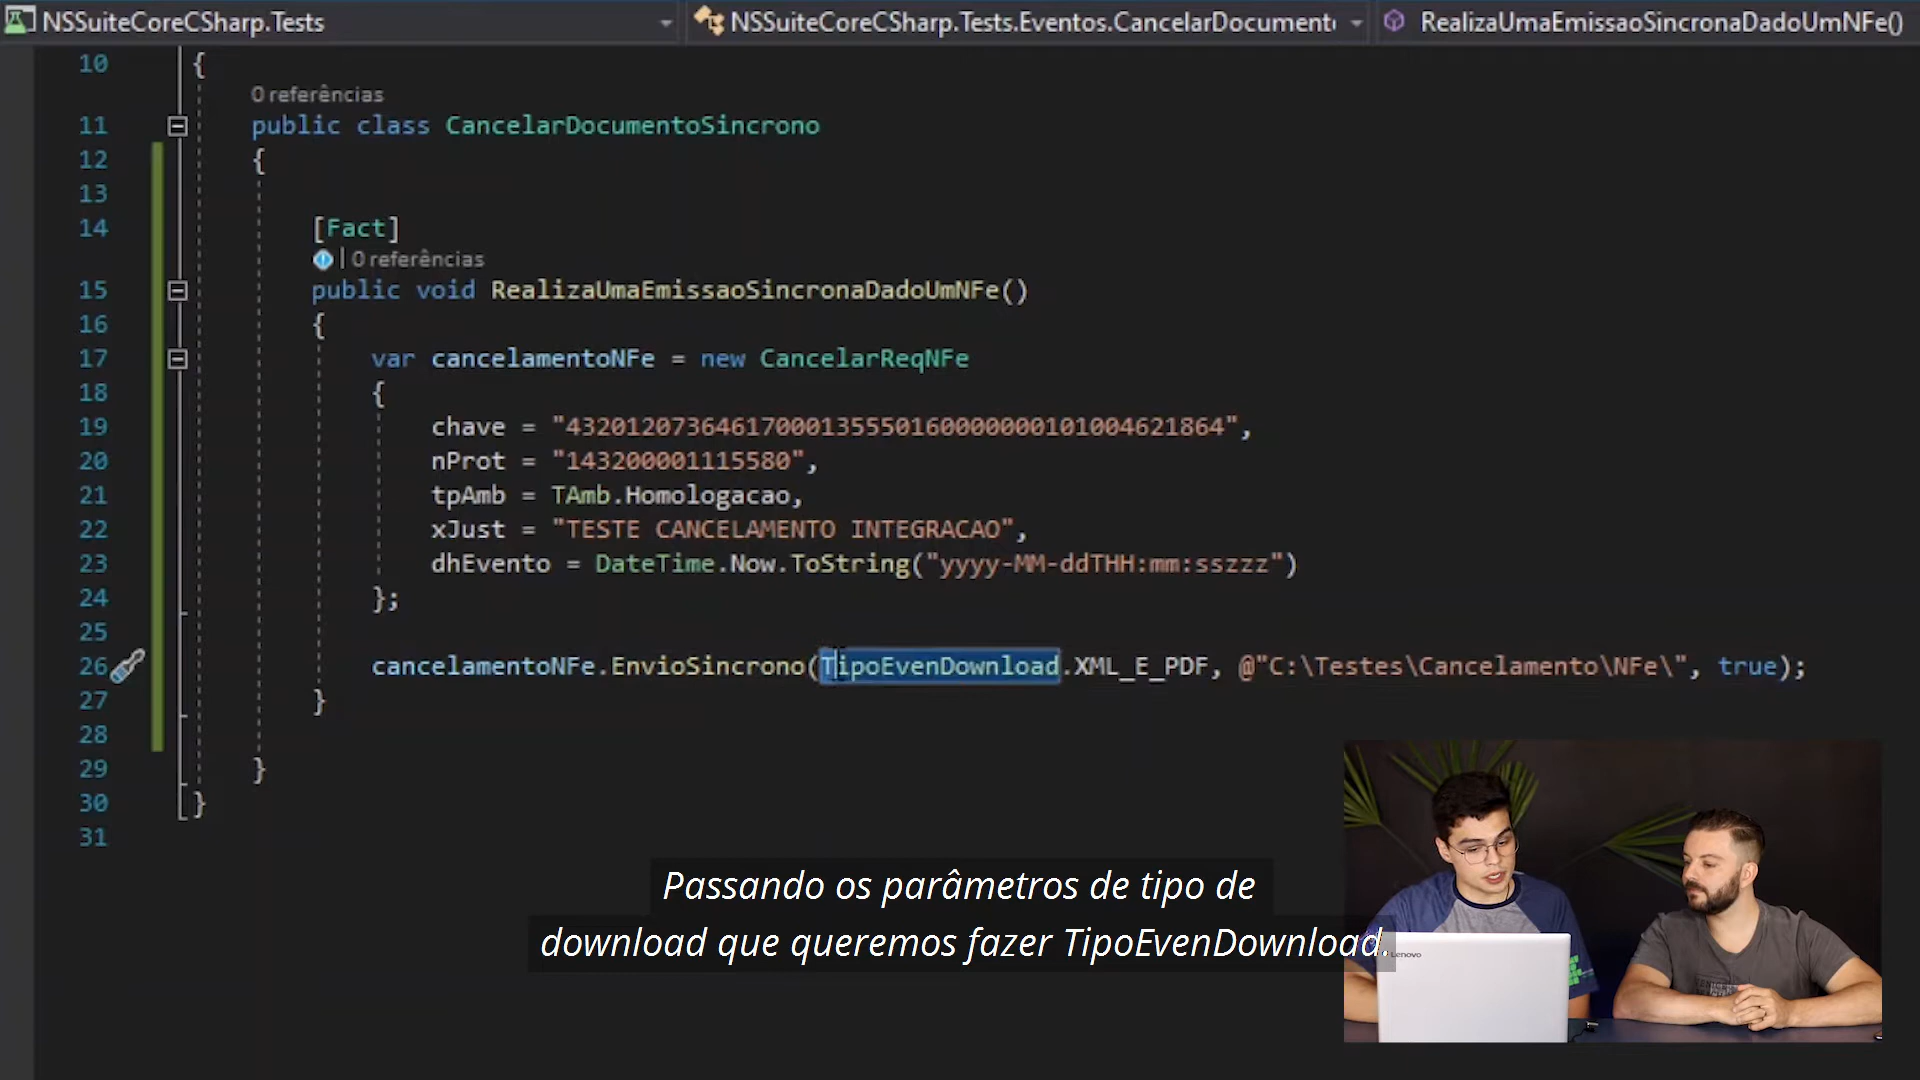 NSSuiteCoreCSharp.Tests
NSSuiteCoreCSharp.Tests.Eventos.CancelarDocument
RealizaUmaEmissaoSincronaDadoUmNFe()
10 {
0 referências
11 public class CancelarDocumentoSincrono
12 {
13
14 [Fact]
| 0 referências
15 public void RealizaUmaEmissaoSincronaDadoUmNFe()
16 {
17 var cancelamentoNFe = new CancelarReqNFe
18 {
19 chave = "43201207364617000135550160000000101004621864",
20 nProt = "143200001115580",
21 tpAmb = TAmb.Homologacao,
22 xJust = "TESTE CANCELAMENTO INTEGRACAO",
23 dhEvento = DateTime.Now.ToString("yyyy-MM-ddTHH:mm:sszzz")
24 };
25
26 cancelamentoNFe.EnvioSincrono(TipoEvenDownload.XML_E_PDF, @"C:\Testes\Cancelamento\NFe\", true);
27 }
28
29 }
30 }
31
Passando os parâmetros de tipo de
download que queremos fazer TipoEvenDownload.
Lenovo